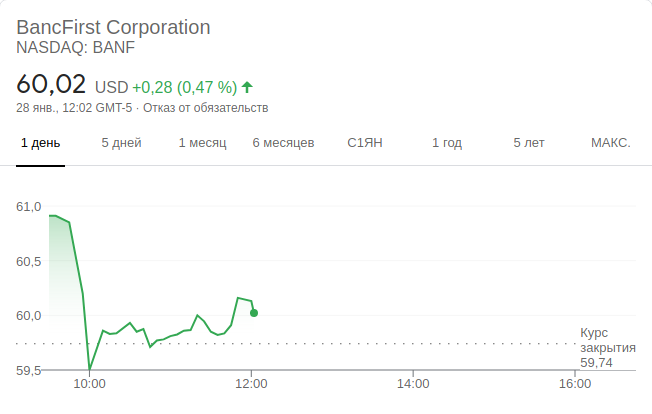 BancFirst Corporation
NASDAQ: BANF
60,02 USD +0,28 (0,47 %)
28 янв., 12:02 GMT-5 · Отказ от обязательств
1 день 5 дней 1 месяц 6 месяцев С1ЯН 1 год 5 лет МАКС.
61,0
60,5
60,0
59,5
Курс
закрытия
59,74
10:00 12:00 14:00 16:00